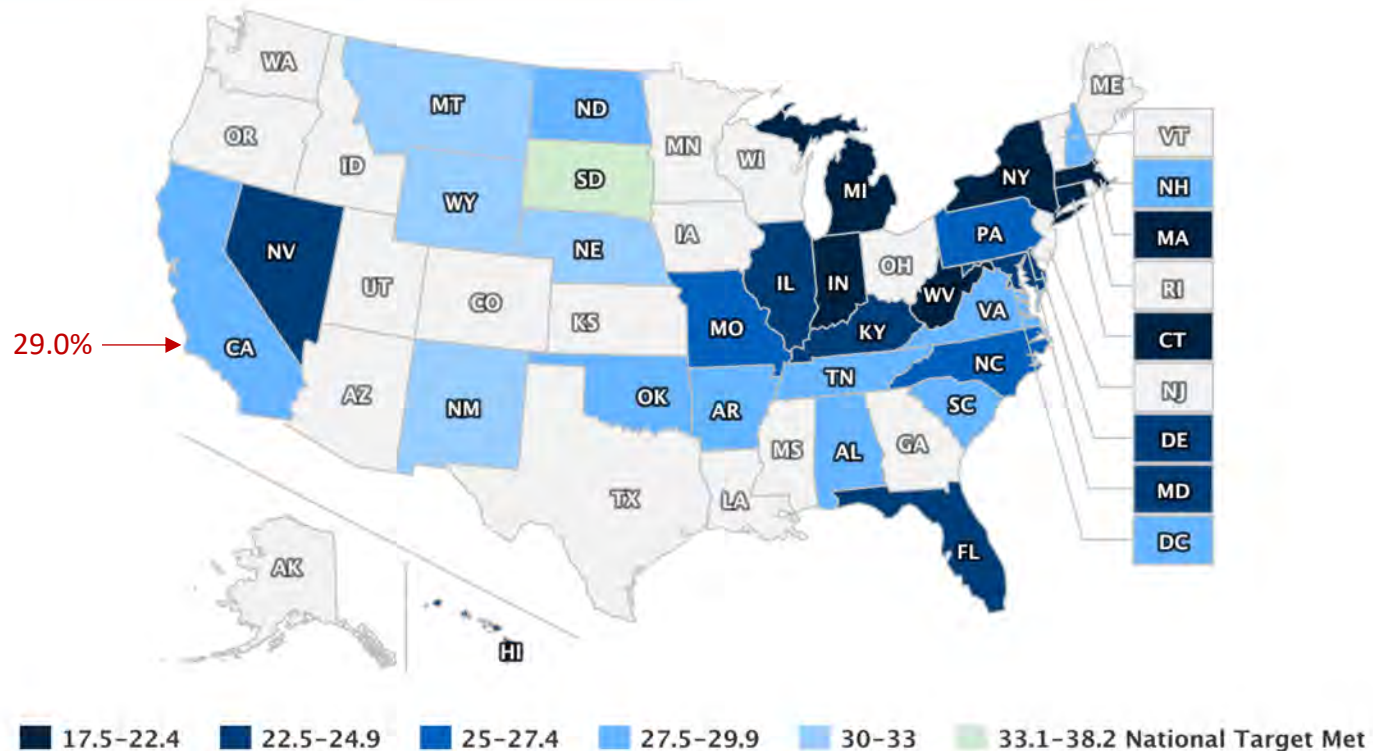 WA
MT
ND
MN
ME
OR
ID
SD
WI
MI
NY
VT
NH
WY
MA
NV
NE
IA
PA
UT
CO
IL
IN
OH
RI
WV
KS
MO
KY
VA
CT
29.0%
CA
AZ
NM
OK
AR
TN
NC
NJ
SC
MS
AL
GA
DE
TX
LA
MD
FL
DC
AK
HI
17.5-22.4 22.5-24.9 25-27.4 27.5-29.9 30-33 33.1-38.2 National Target Met